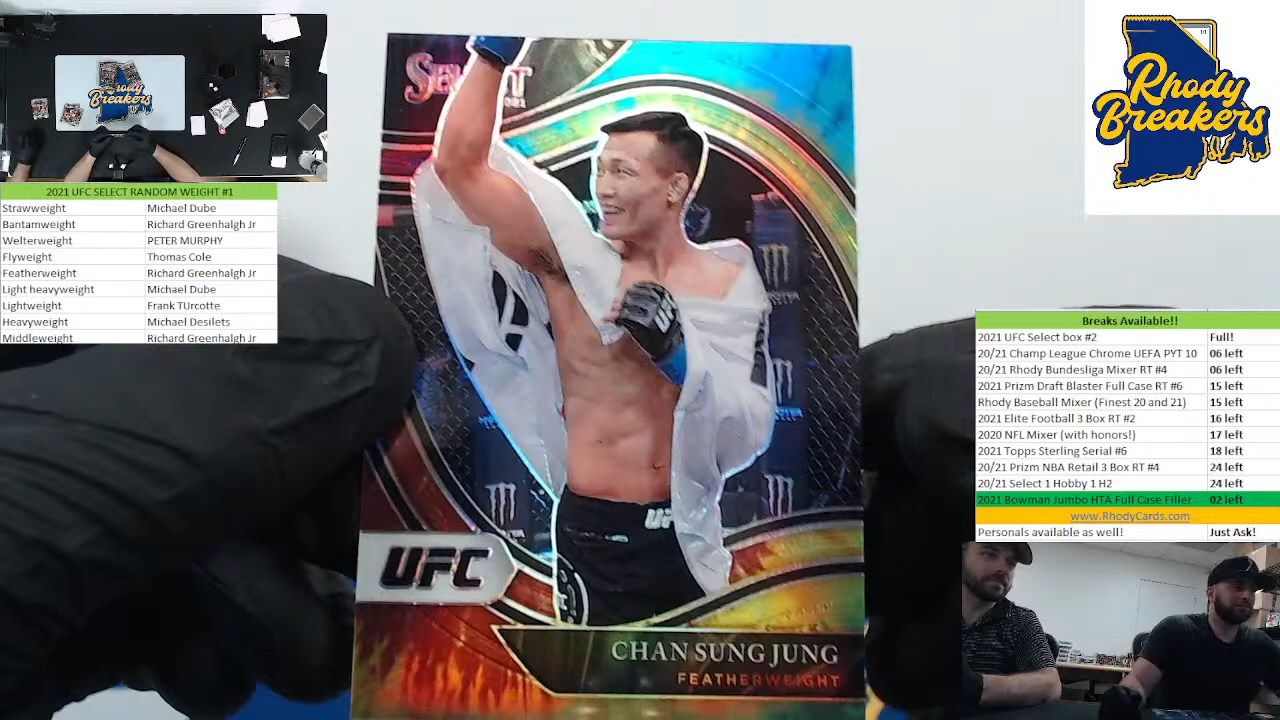 Rhody
Breakers
2021 UFC SELECT RANDOM WEIGHT #1
Strawweight Michael Dube
Bantamweight Richard Greenhalgh Jr
Welterweight PETER MURPHY
Flyweight Thomas Cole
Featherweight Richard Greenhalgh Jr
Light heavyweight Michael Dube
Lightweight Frank TUrcotte
Heavyweight Michael Desilets
Middleweight Richard Greenhalgh Jr
SELECT
UFC
UFC
UFC
CHAN SUNG JUNG
FEATHERWEIGHT
Rhody
Breakers
Breaks Available!!
2021 UFC Select box #2 Full!
20/21 Champ League Chrome UEFA PYT 10 06 left
20/21 Rhody Bundesliga Mixer RT #4 06 left
2021 Prizm Draft Blaster Full Case RT #6 15 left
Rhody Baseball Mixer (Finest 20 and 21) 15 left
2021 Elite Football 3 Box RT #2 16 left
2020 NFL Mixer (with honors!) 17 left
2021 Topps Sterling Serial #6 18 left
20/21 Prizm NBA Retail 3 Box RT #4 24 left
20/21 Select 1 Hobby 1 H2 24 left
2021 Bowman Jumbo HTA Full Case Filler 02 left
www.RhodyCards.com
Personals available as well! Just Ask!